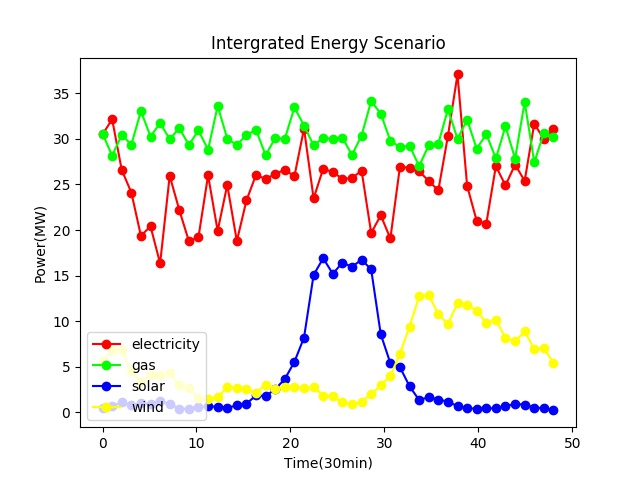 Intergrated Energy Scenario
Power(MW)
35
30
25
20
15
10
5
0
electricity
gas
solar
wind
0 10 20 30 40 50
Time(30min)